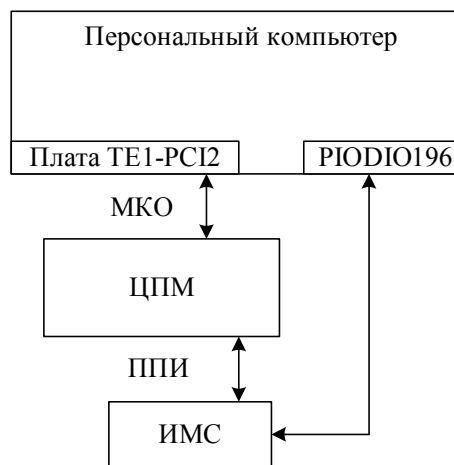 Персональный компьютер
Плата TE1-PCI2
PIODIO196
МКО
ЦПМ
ППИ
ИМС